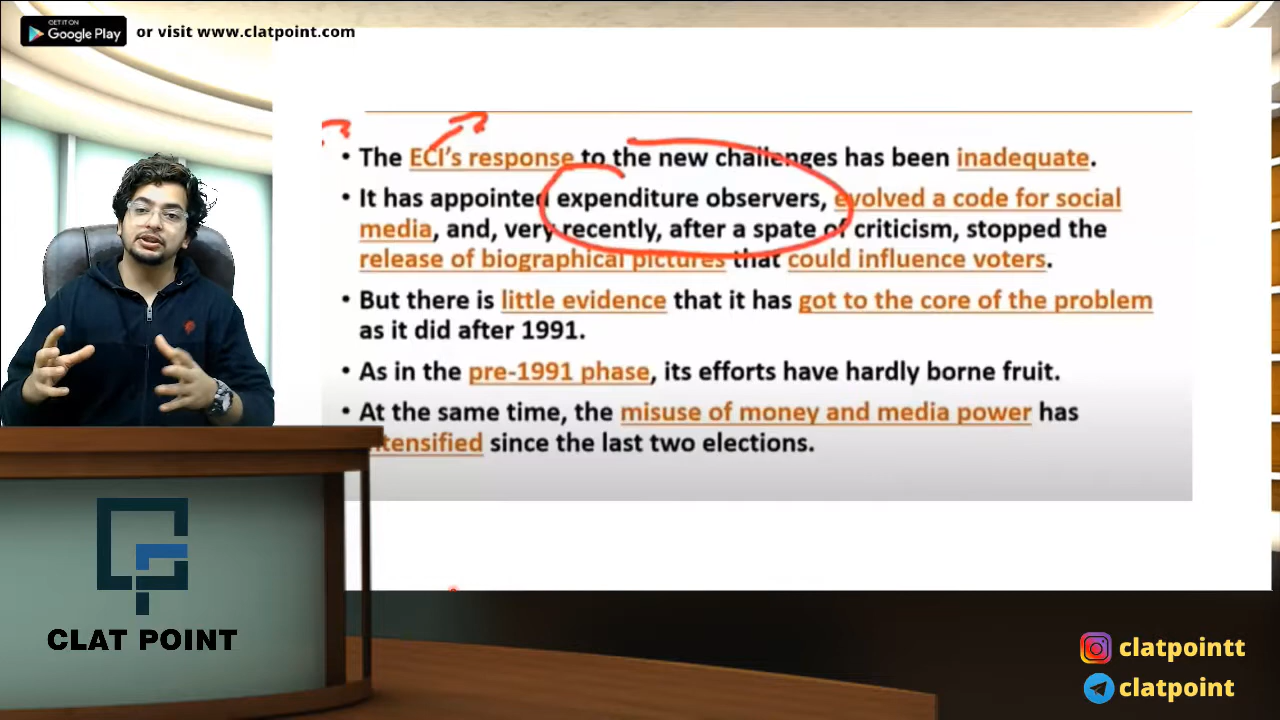 GET IT ON
Google Play
or visit www.clatpoint.com
• The ECI's response to the new challenges has been inadequate.
• It has appointed expenditure observers, evolved a code for social
media, and, very recently, after a spate of criticism, stopped the
release of biographical pictures that could influence voters.
• But there is little evidence that it has got to the core of the problem
as it did after 1991.
• As in the pre-1991 phase, its efforts have hardly borne fruit.
• At the same time, the misuse of money and media power has
intensified since the last two elections.
CLAT POINT
clatpointt
clatpoint